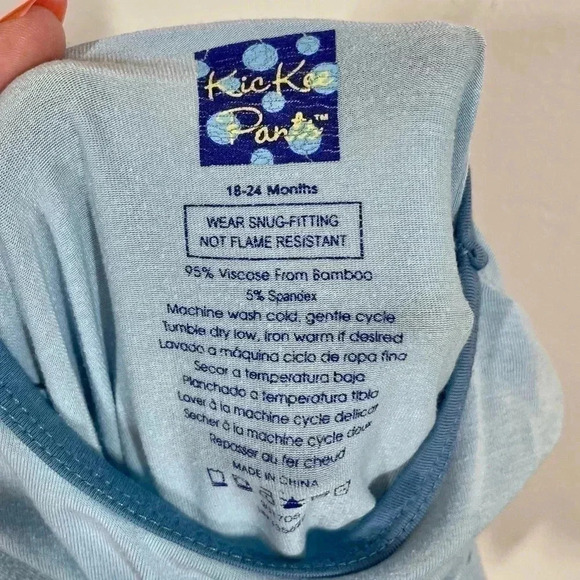 KicKee
Pants™
18-24 Months
WEAR SNUG-FITTING
NOT FLAME RESISTANT
95% Viscose From Bamboo
5% Spandex
Machine wash cold, gentle cycle
Tumble dry low, iron warm if desired
Lavado a máquina ciclo de ropa fina
Secar a temperatura baja
Planchado a temperatura tibia
Laver à la machine cycle delicat
Sécher à la machine cycle doux
Repasser au fer chaud
MADE IN CHINA